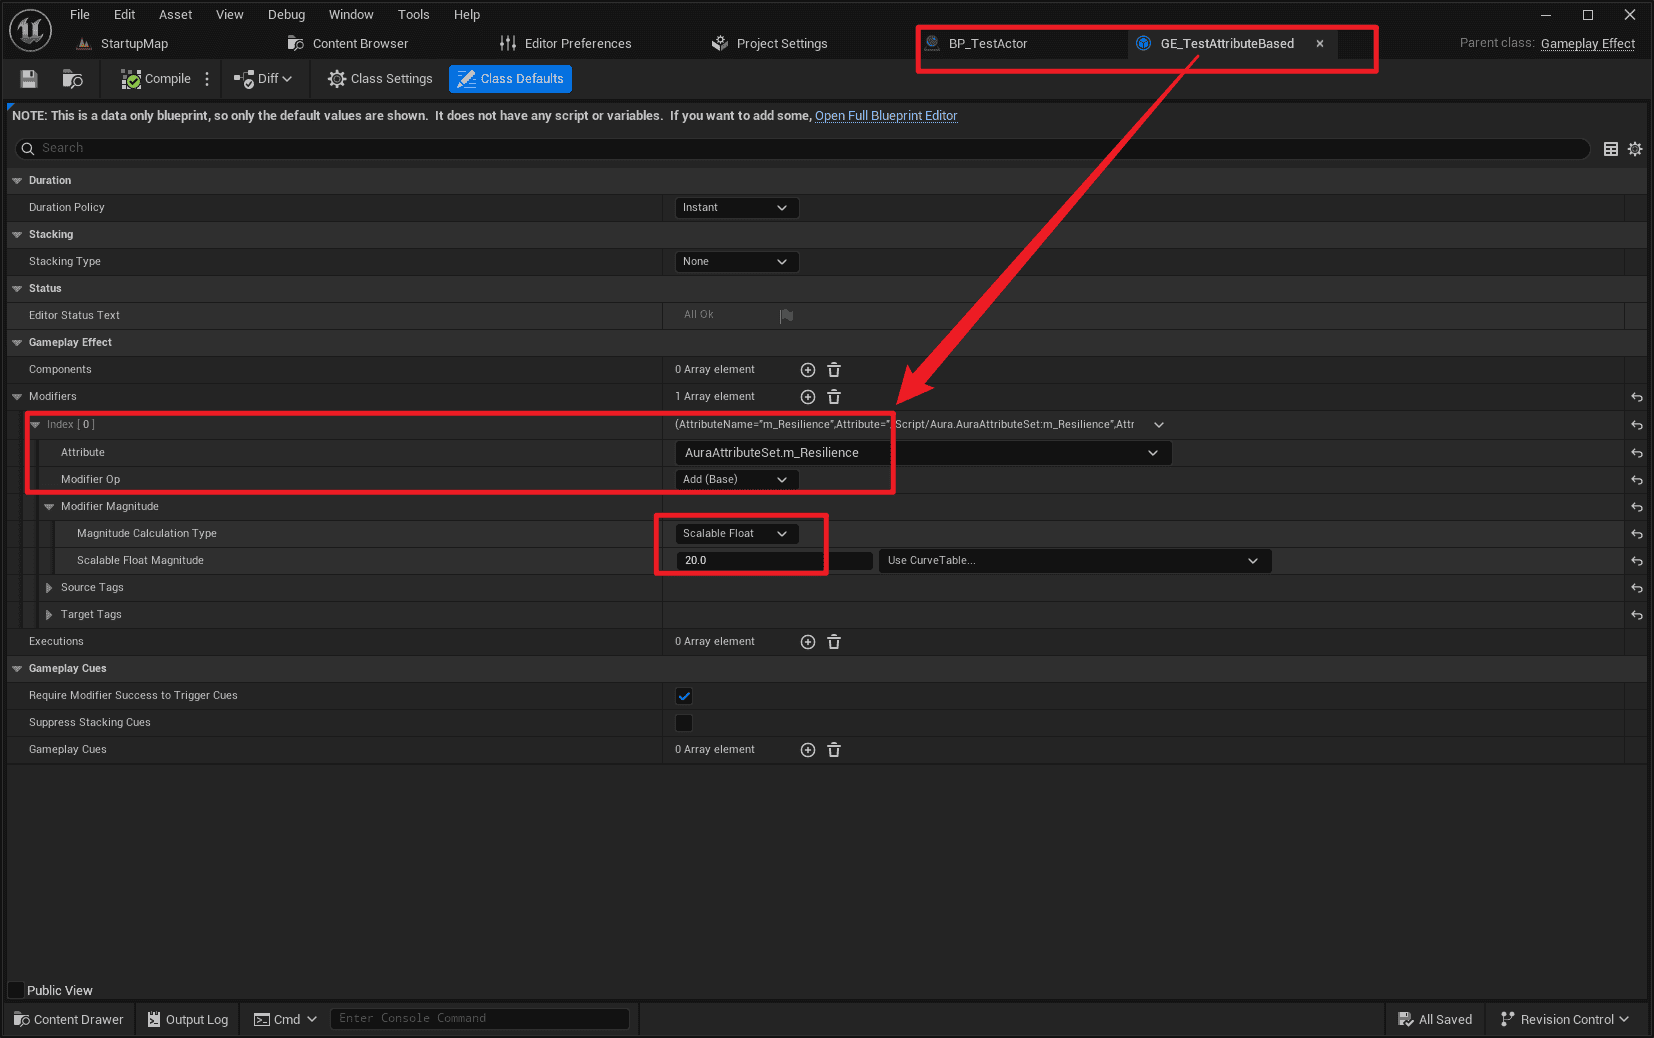 File Edit Asset View Debug Window Tools Help
StartupMap Content Browser Editor Preferences Project Settings BP_TestActor GE_TestAttributeBased Parent class: Gameplay Effect
Compile Diff Class Settings Class Defaults
NOTE: This is a data only blueprint, so only the default values are shown.  It does not have any script or variables.  If you want to add some, Open Full Blueprint Editor
Search
Duration
Duration Policy Instant
Stacking
Stacking Type None
Status
Editor Status Text All Ok
Gameplay Effect
Components 0 Array element
Modifiers 1 Array element
Index [ 0 ] (AttributeName="m_Resilience",Attribute="/Script/Aura.AuraAttributeSet:m_Resilience",Attr
Attribute AuraAttributeSet.m_Resilience
Modifier Op Add (Base)
Modifier Magnitude
Magnitude Calculation Type Scalable Float
Scalable Float Magnitude 20.0 Use CurveTable...
Source Tags
Target Tags
Executions 0 Array element
Gameplay Cues
Require Modifier Success to Trigger Cues
Suppress Stacking Cues
Gameplay Cues 0 Array element
Public View
Content Drawer Output Log Cmd Enter Console Command All Saved Revision Control